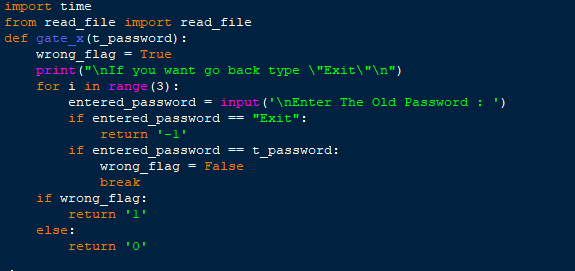 import time
from read_file import read_file
def gate_x(t_password):
    wrong_flag = True
    print("\nIf you want go back type \"Exit\"\n")
    for i in range(3):
        entered_password = input('\nEnter The Old Password : ')
        if entered_password == "Exit":
            return '-1'
        if entered_password == t_password:
            wrong_flag = False
            break
    if wrong_flag:
        return '1'
    else:
        return '0'